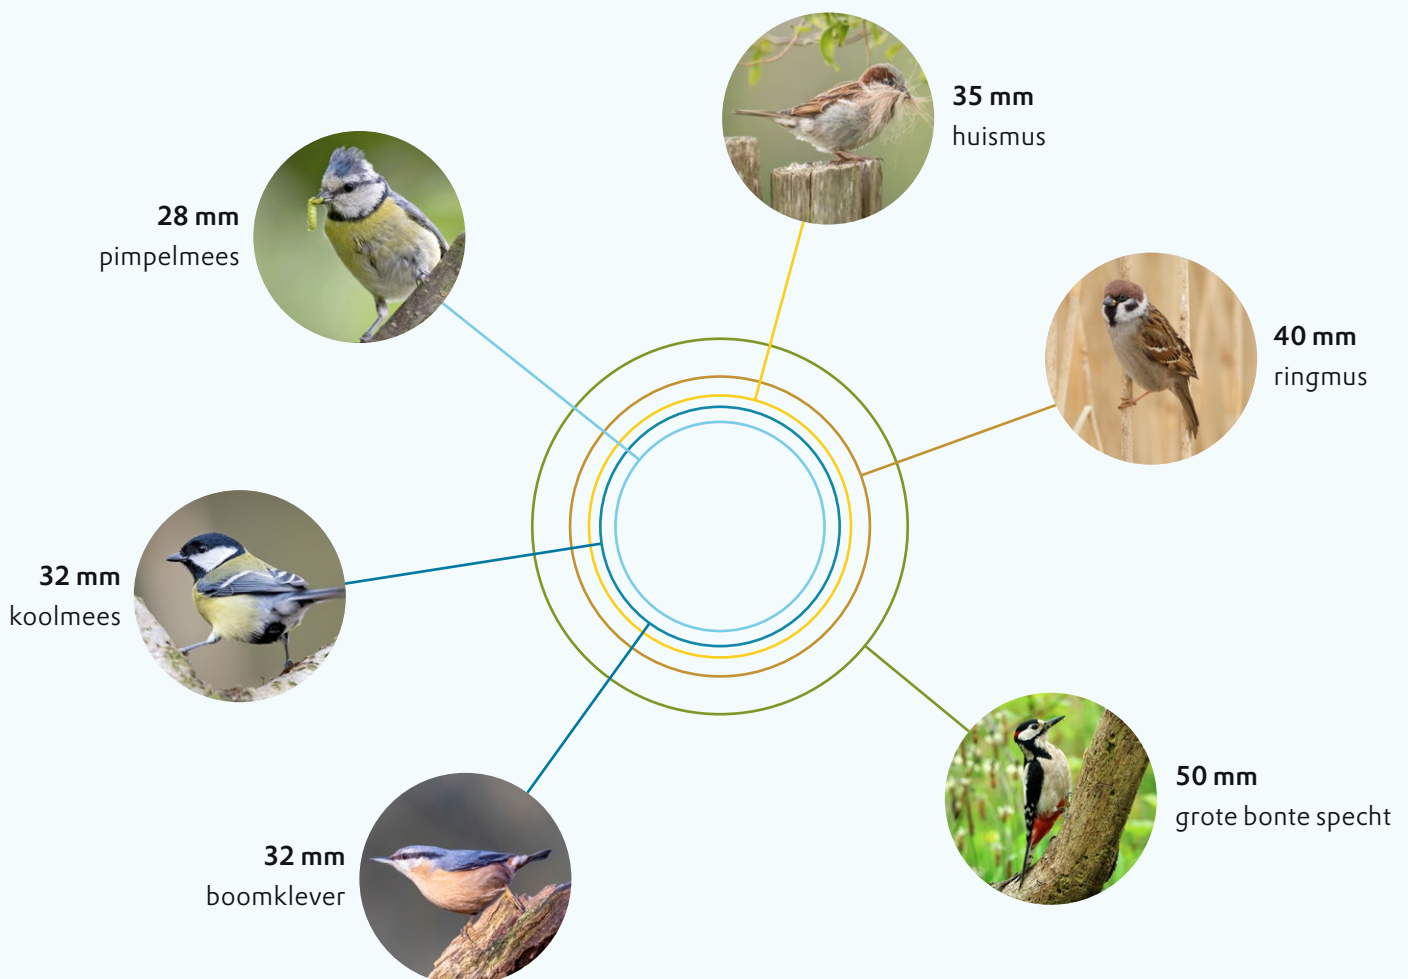 35 mm
huismus
28 mm
pimpelmees
40 mm
ringmus
32 mm
koolmees
50 mm
grote bonte specht
32 mm
boomklever